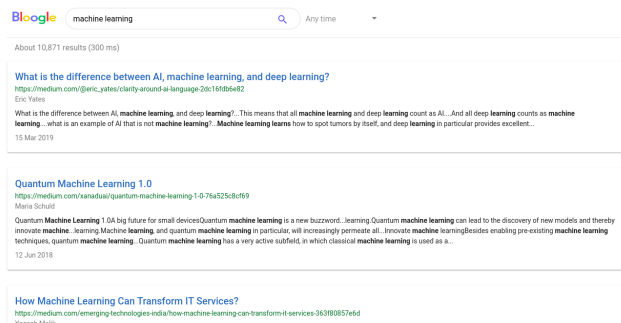 Bloogle machine learning Any time
About 10,871 results (300 ms)
What is the difference between AI, machine learning, and deep learning?
https://medium.com/@eric_yates/clarity-around-ai-language-2dc16fdb6e82
Eric Yates
What is the difference between AI, machine learning, and deep learning?...This means that all machine learning and deep learning count as AI....And all deep learning counts as machine
learning....what is an example of AI that is not machine learning?...Machine learning learns how to spot tumors by itself, and deep learning in particular provides excellent...
15 Mar 2019
Quantum Machine Learning 1.0
https://medium.com/xanaduai/quantum-machine-learning-1-0-76a525c8cf69
Maria Schuld
Quantum Machine Learning 1.0A big future for small devicesQuantum machine learning is a new buzzword...learning.Quantum machine learning can lead to the discovery of new models and thereby
innovate machine...learning.Machine learning, and quantum machine learning in particular, will increasingly permeate all...Innovate machine learningBesides enabling pre-existing machine learning
techniques, quantum machine learning...Quantum machine learning has a very active subfield, in which classical machine learning is used as a...
12 Jun 2018
How Machine Learning Can Transform IT Services?
https://medium.com/emerging-technologies-india/how-machine-learning-can-transform-it-services-363f80857e6d